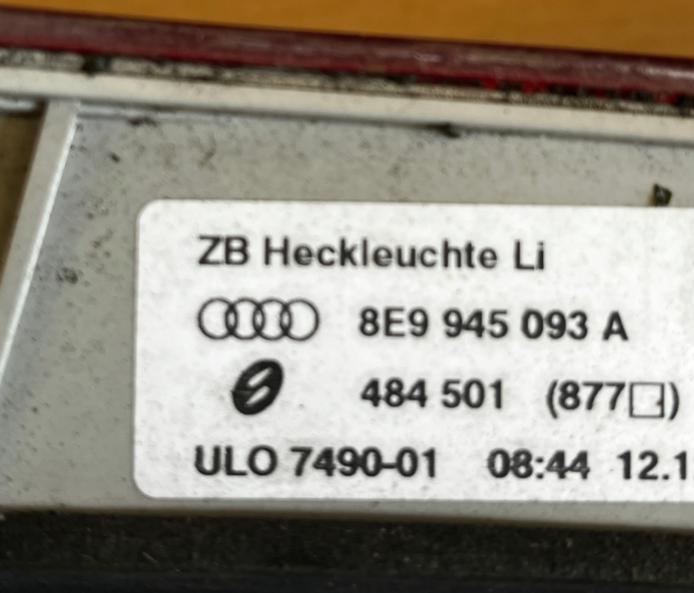 ZB Heckleuchte Li
8E9 945 093 A
484 501 (877)
ULO 7490-01 08:44 12.1